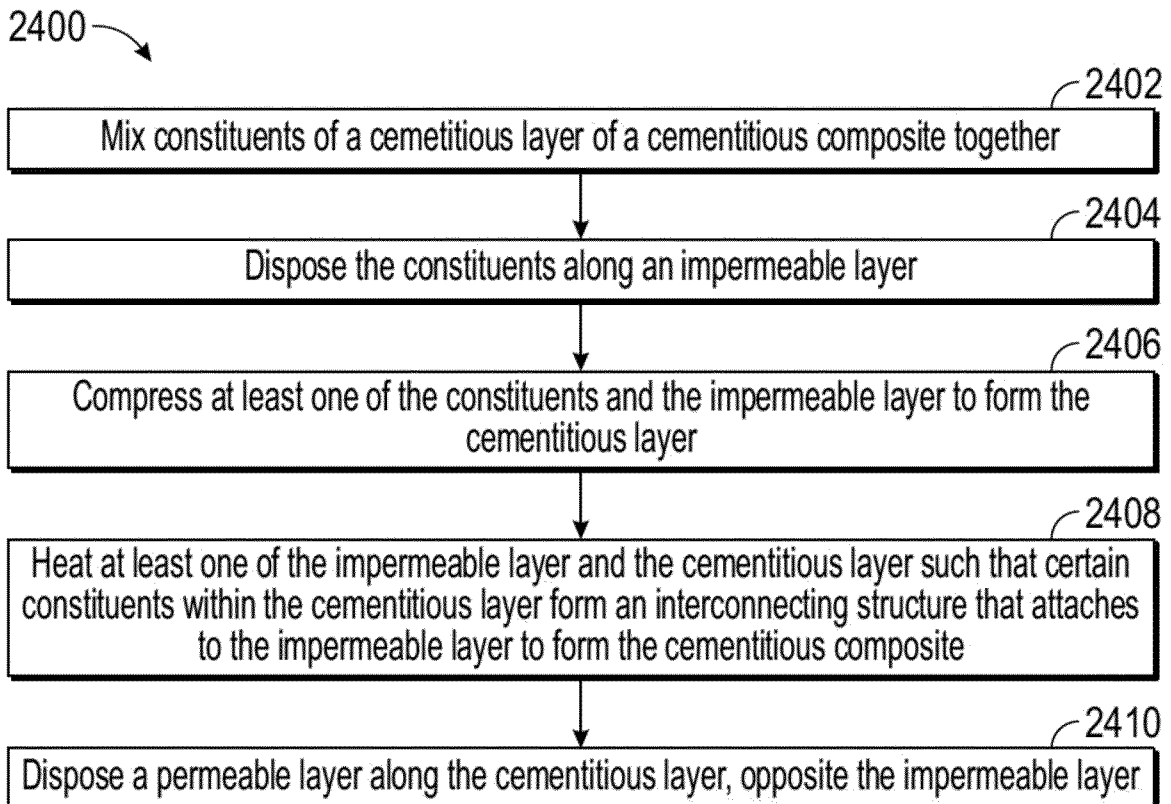 2400
2402
Mix constituents of a cemetitious layer of a cementitious composite together
2404
Dispose the constituents along an impermeable layer
2406
Compress at least one of the constituents and the impermeable layer to form the
cementitious layer
2408
Heat at least one of the impermeable layer and the cementitious layer such that certain
constituents within the cementitious layer form an interconnecting structure that attaches
to the impermeable layer to form the cementitious composite
2410
Dispose a permeable layer along the cementitious layer, opposite the impermeable layer